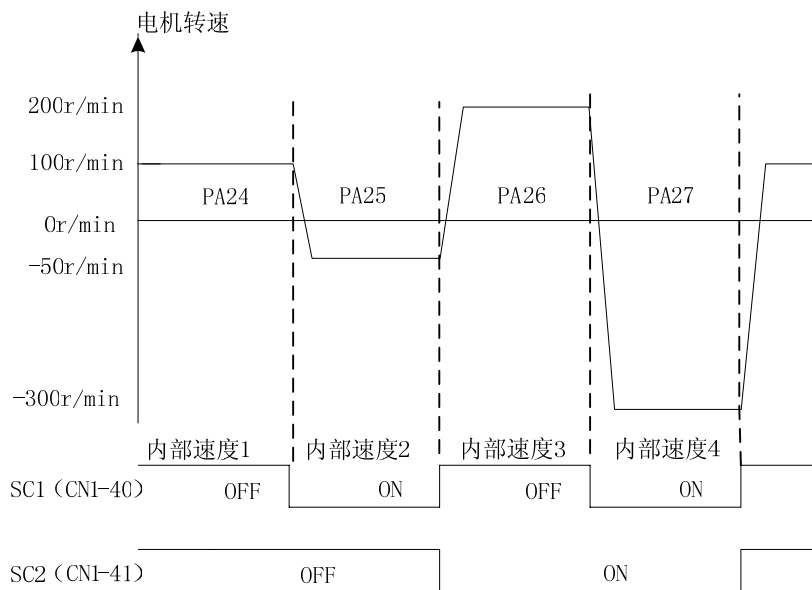 电机转速
200r/min
100r/min
PA24 PA25 PA26 PA27
0r/min
-50r/min
-300r/min
内部速度1 内部速度2 内部速度3 内部速度4
SC1(CN1-40) OFF ON OFF ON
SC2(CN1-41) OFF ON